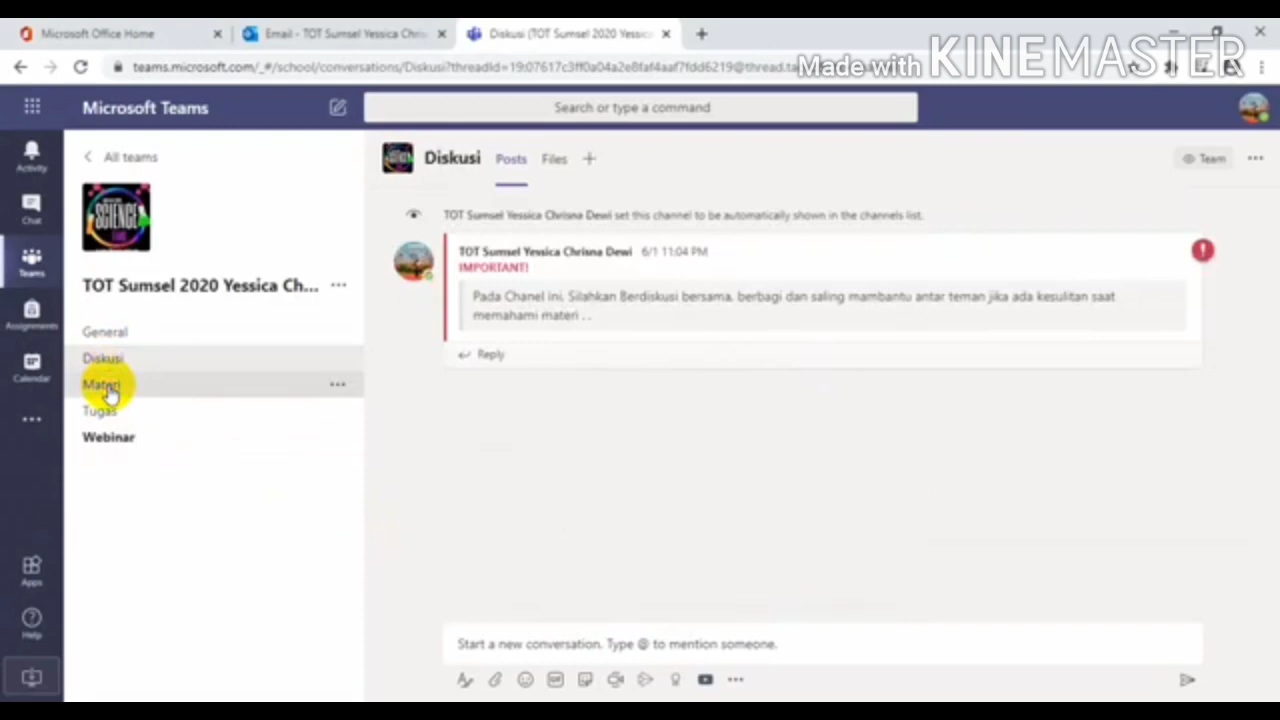 Microsoft Office Home
Email - TOT Sumsel Yessica Chris
Diskusi (TOT Sumsel 2020 Yessica
teams.microsoft.com/_#/school/conversations/Diskusi?threadId=19:07617c3ff0a04a2e8faf4aaf7fdd6219@thread.ta
Made with KINEMASTER
Microsoft Teams
Search or type a command
Activity
Chat
Teams
Assignments
Calendar
Apps
Help
All teams
SCIENCE
TOT Sumsel 2020 Yessica Ch...
General
Diskusi
Materi
Tugas
Webinar
Diskusi
Posts
Files
Team
TOT Sumsel Yessica Chrisna Dewi set this channel to be automatically shown in the channels list.
TOT Sumsel Yessica Chrisna Dewi 6/1 11:04 PM
IMPORTANT!
Pada Chanel ini, Silahkan Berdiskusi bersama, berbagi dan saling mambantu antar teman jika ada kesulitan saat
memahami materi . .
Reply
Start a new conversation. Type @ to mention someone.
GIF